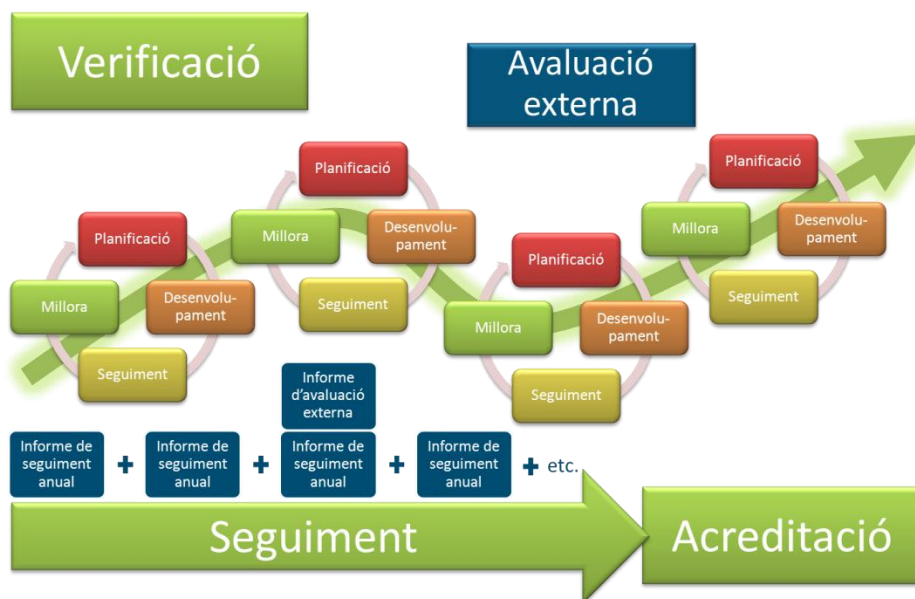 Verificació
Avaluació
externa
Planificació
Millora
Desenvolu-
pament
Seguiment
Planificació
Millora
Desenvolu-
pament
Seguiment
Planificació
Millora
Desenvolu-
pament
Seguiment
Planificació
Millora
Desenvolu-
pament
Seguiment
Informe
d'avaluació
externa
Informe de
seguiment
anual
+
Informe de
seguiment
anual
+
Informe de
seguiment
anual
+
Informe de
seguiment
anual
+ etc.
Seguiment
Acreditació